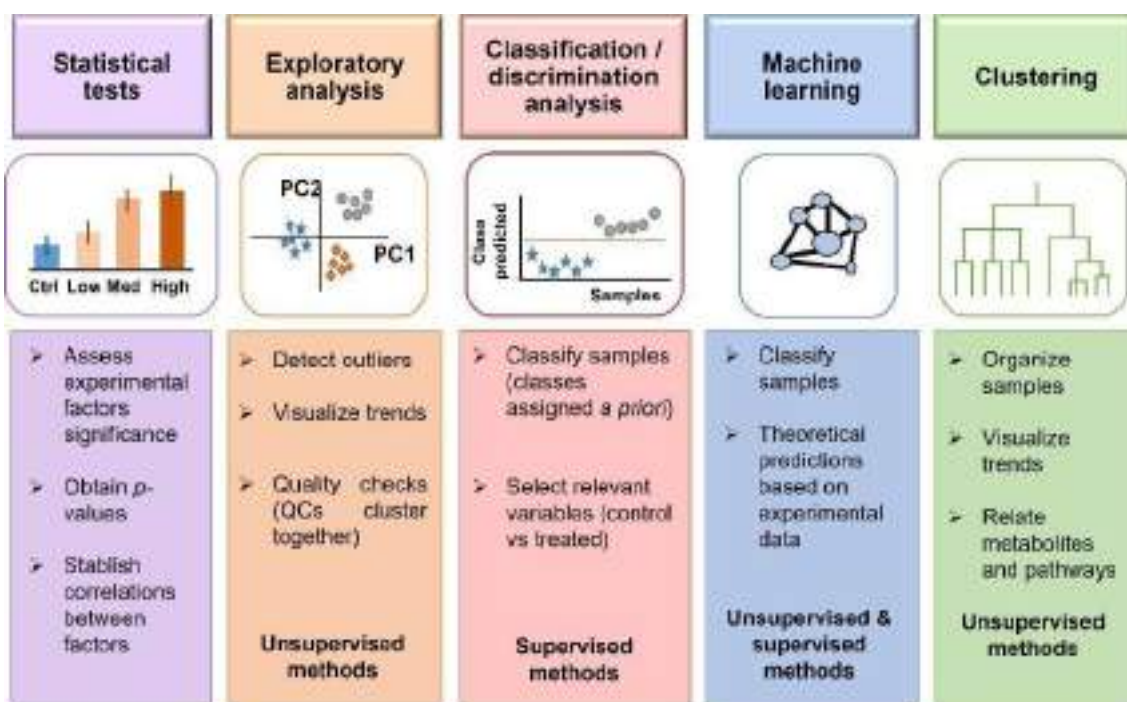 Statistical
tests
Exploratory
analysis
Classification /
discrimination
analysis
Machine
learning
Clustering
Ctrl Low Med High
PC2
PC1
Class
predicted
Samples
➢ Assess
experimental
factors
significance
➢ Obtain p-
values
➢ Stablish
correlations
between
factors
➢ Detect outliers
➢ Visualize trends
➢ Quality checks
(QCs cluster
together)
Unsupervised
methods
➢ Classify samples
(classes
assigned a priori)
➢ Select relevant
variables (control
vs treated)
Supervised
methods
➢ Classify
samples
➢ Theoretical
predictions
based on
experimental
data
Unsupervised &
supervised
methods
➢ Organize
samples
➢ Visualize
trends
➢ Relate
metabolites
and pathways
Unsupervised
methods